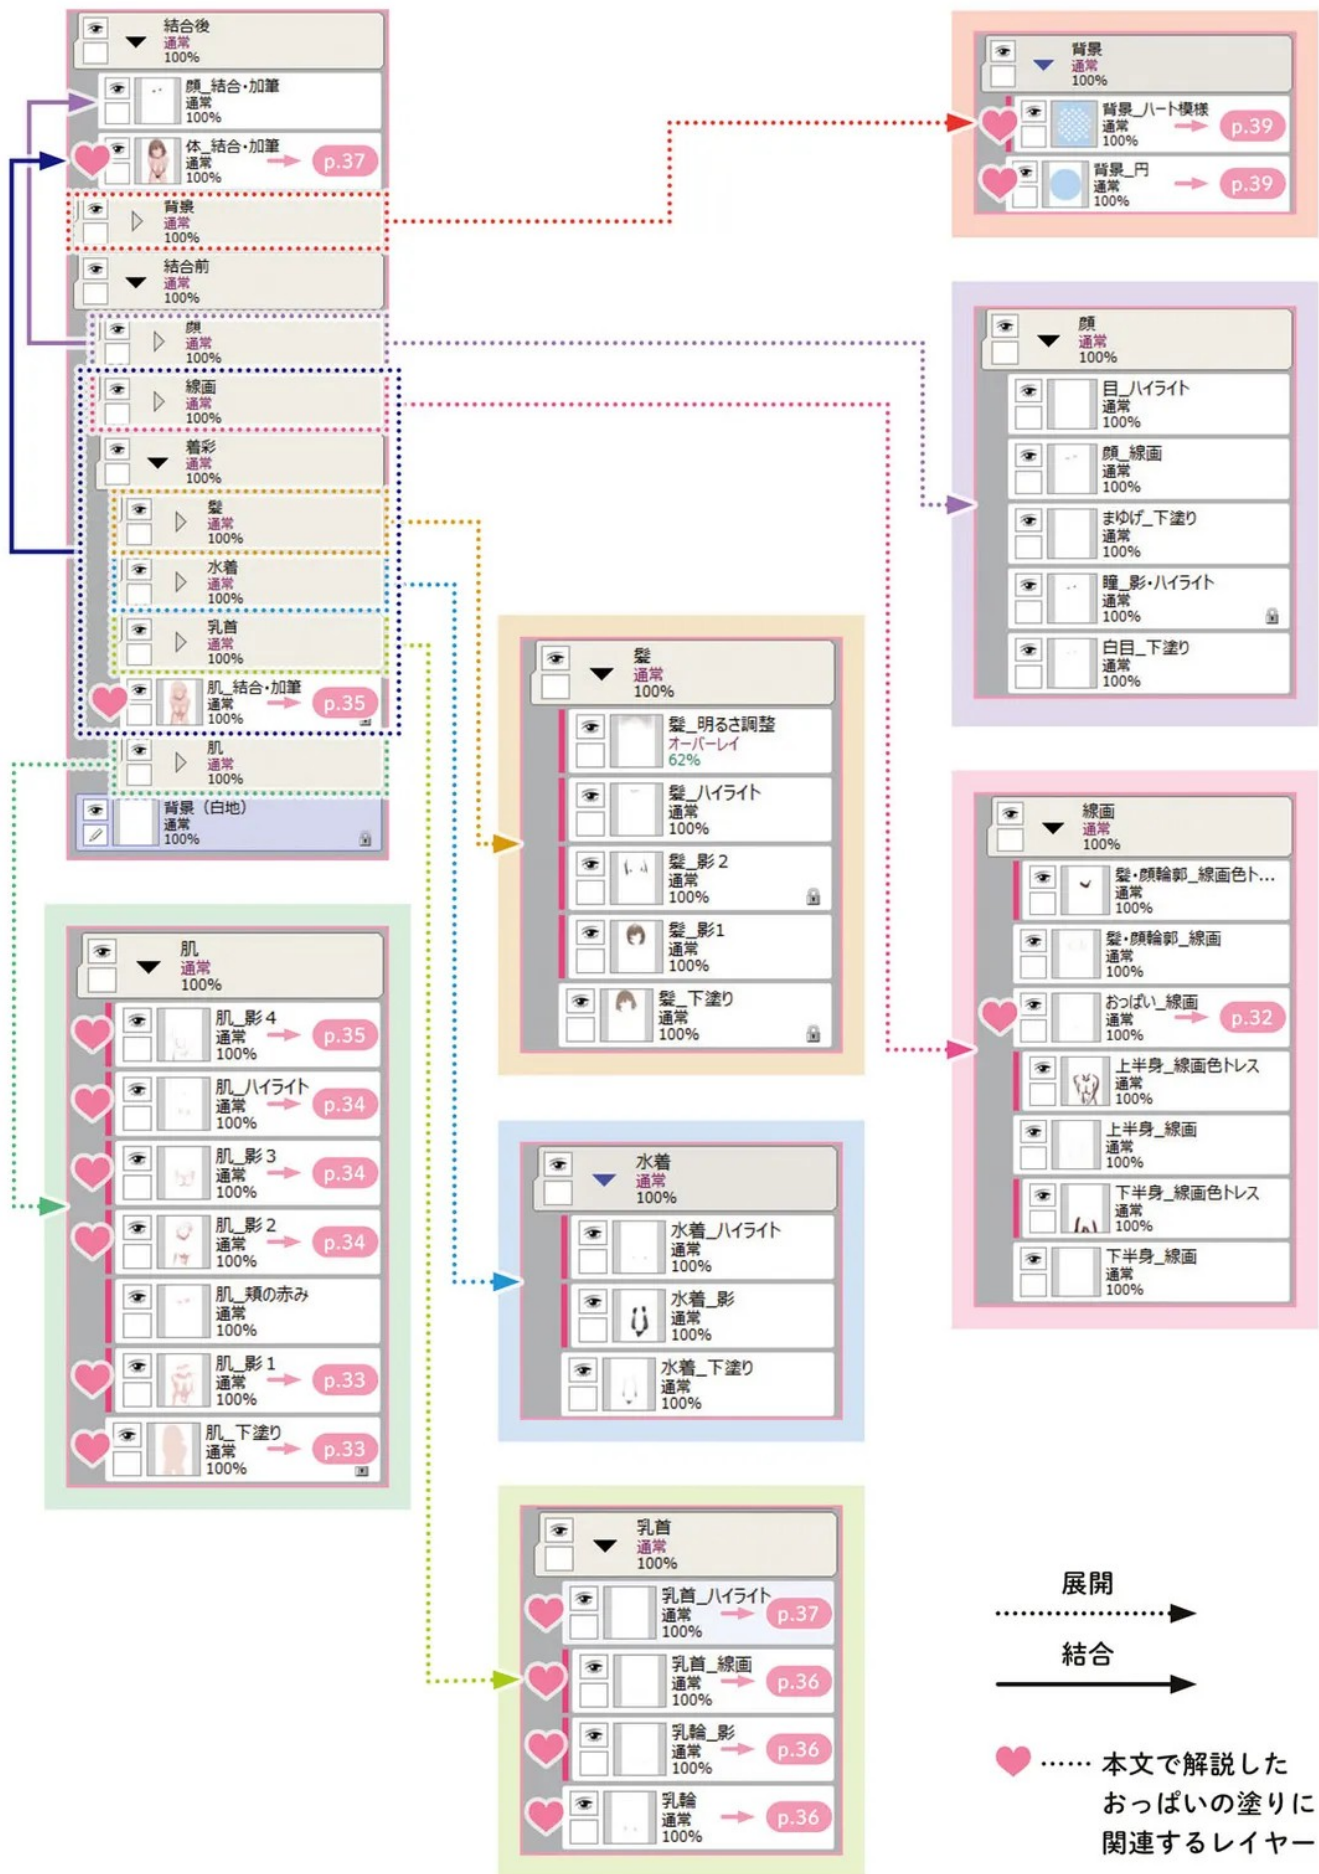 結合後
通常
100%
顔_結合・加筆
通常
100%
体_結合・加筆
通常
100%
p.37
背景
通常
100%
結合前
通常
100%
顔
通常
100%
線画
通常
100%
着彩
通常
100%
髪
通常
100%
水着
通常
100%
乳首
通常
100%
肌_結合・加筆
通常
100%
p.35
肌
通常
100%
背景（白地）
通常
100%
肌
通常
100%
肌_影4
通常
100%
p.35
肌_ハイライト
通常
100%
p.34
肌_影3
通常
100%
p.34
肌_影2
通常
100%
p.34
肌_頬の赤み
通常
100%
肌_影1
通常
100%
p.33
肌_下塗り
通常
100%
p.33
髪
通常
100%
髪_明るさ調整
オーバーレイ
62%
髪_ハイライト
通常
100%
髪_影2
通常
100%
髪_影1
通常
100%
髪_下塗り
通常
100%
水着
通常
100%
水着_ハイライト
通常
100%
水着_影
通常
100%
水着_下塗り
通常
100%
乳首
通常
100%
乳首_ハイライト
通常
100%
p.37
乳首_線画
通常
100%
p.36
乳輪_影
通常
100%
p.36
乳輪
通常
100%
p.36
背景
通常
100%
背景_ハート模様
通常
100%
p.39
背景_円
通常
100%
p.39
顔
通常
100%
目_ハイライト
通常
100%
顔_線画
通常
100%
まゆげ_下塗り
通常
100%
瞳_影・ハイライト
通常
100%
白目_下塗り
通常
100%
線画
通常
100%
髪・顔輪郭_線画色ト...
通常
100%
髪・顔輪郭_線画
通常
100%
おっぱい_線画
通常
100%
p.32
上半身_線画色トレス
通常
100%
上半身_線画
通常
100%
下半身_線画色トレス
通常
100%
下半身_線画
通常
100%
展開
結合
…… 本文で解説した
おっぱいの塗りに
関連するレイヤー